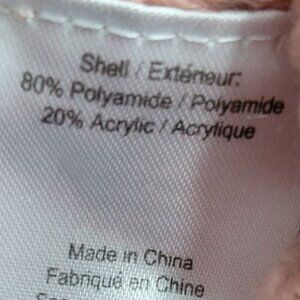 Shell / Extérieur:
80% Polyamide / Polyamide
20% Acrylic / Acrylique
Made in China
Fabriqué en Chine